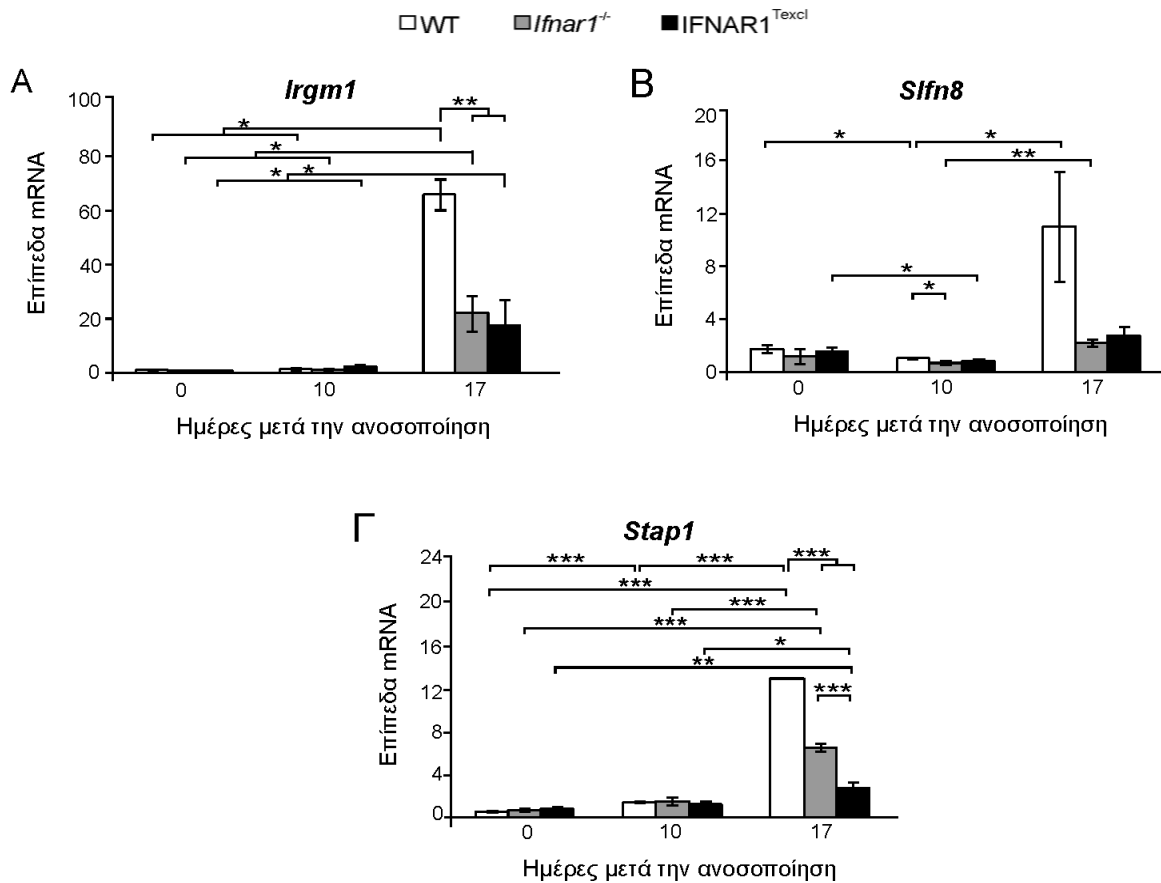 WT Ifnar1-/- IFNAR1Texcl
A
Irgm1
B
Slfn8
Επίπεδα mRNA
100
80
60
40
20
0
* * * * * **
0 10 17
Ημέρες μετά την ανοσοποίηση
Επίπεδα mRNA
20
16
12
8
4
0
* * ** * *
0 10 17
Ημέρες μετά την ανοσοποίηση
Γ
Stap1
Επίπεδα mRNA
24
20
16
12
8
4
0
*** *** ***
***
***
***
*
**
***
0 10 17
Ημέρες μετά την ανοσοποίηση